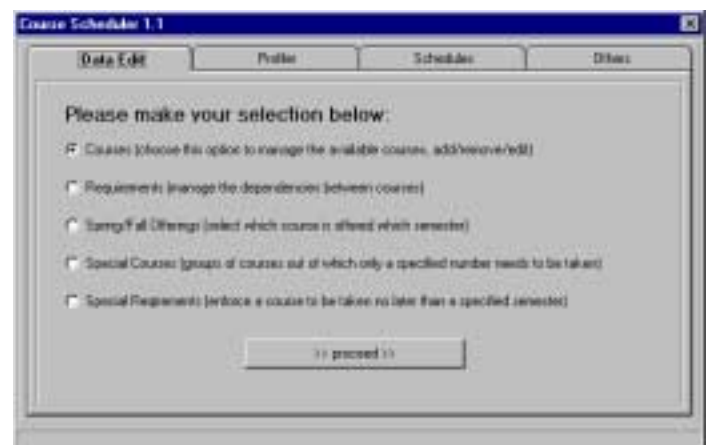 Course Scheduler 1.1
Data Edit Profiler Schedules Others
Please make your selection below:
Courses (choose this option to manage the available courses, add/remove/edit)
Requirements (manage the dependencies between courses)
Spring/Fall Offerings (select which course is offered which semester)
Special Courses (groups of courses out of which only a specified number needs to be taken)
Special Requirements (enforce a course to be taken no later than a specified semester)
>> proceed >>